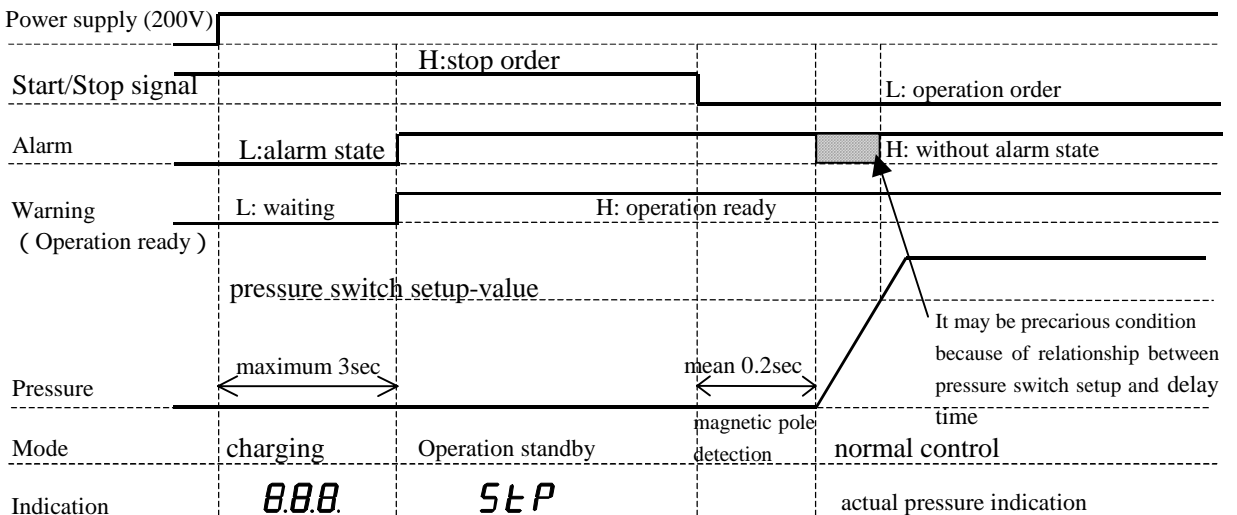 Power supply (200V)
H:stop order
Start/Stop signal
L: operation order
Alarm
L:alarm state
H: without alarm state
Warning
L: waiting
H: operation ready
( Operation ready )
pressure switch setup-value
It may be precarious condition
because of relationship between
pressure switch setup and delay
time
maximum 3sec
mean 0.2sec
Pressure
magnetic pole
detection
Mode
charging
Operation standby
normal control
Indication
8.8.8.
StP
actual pressure indication